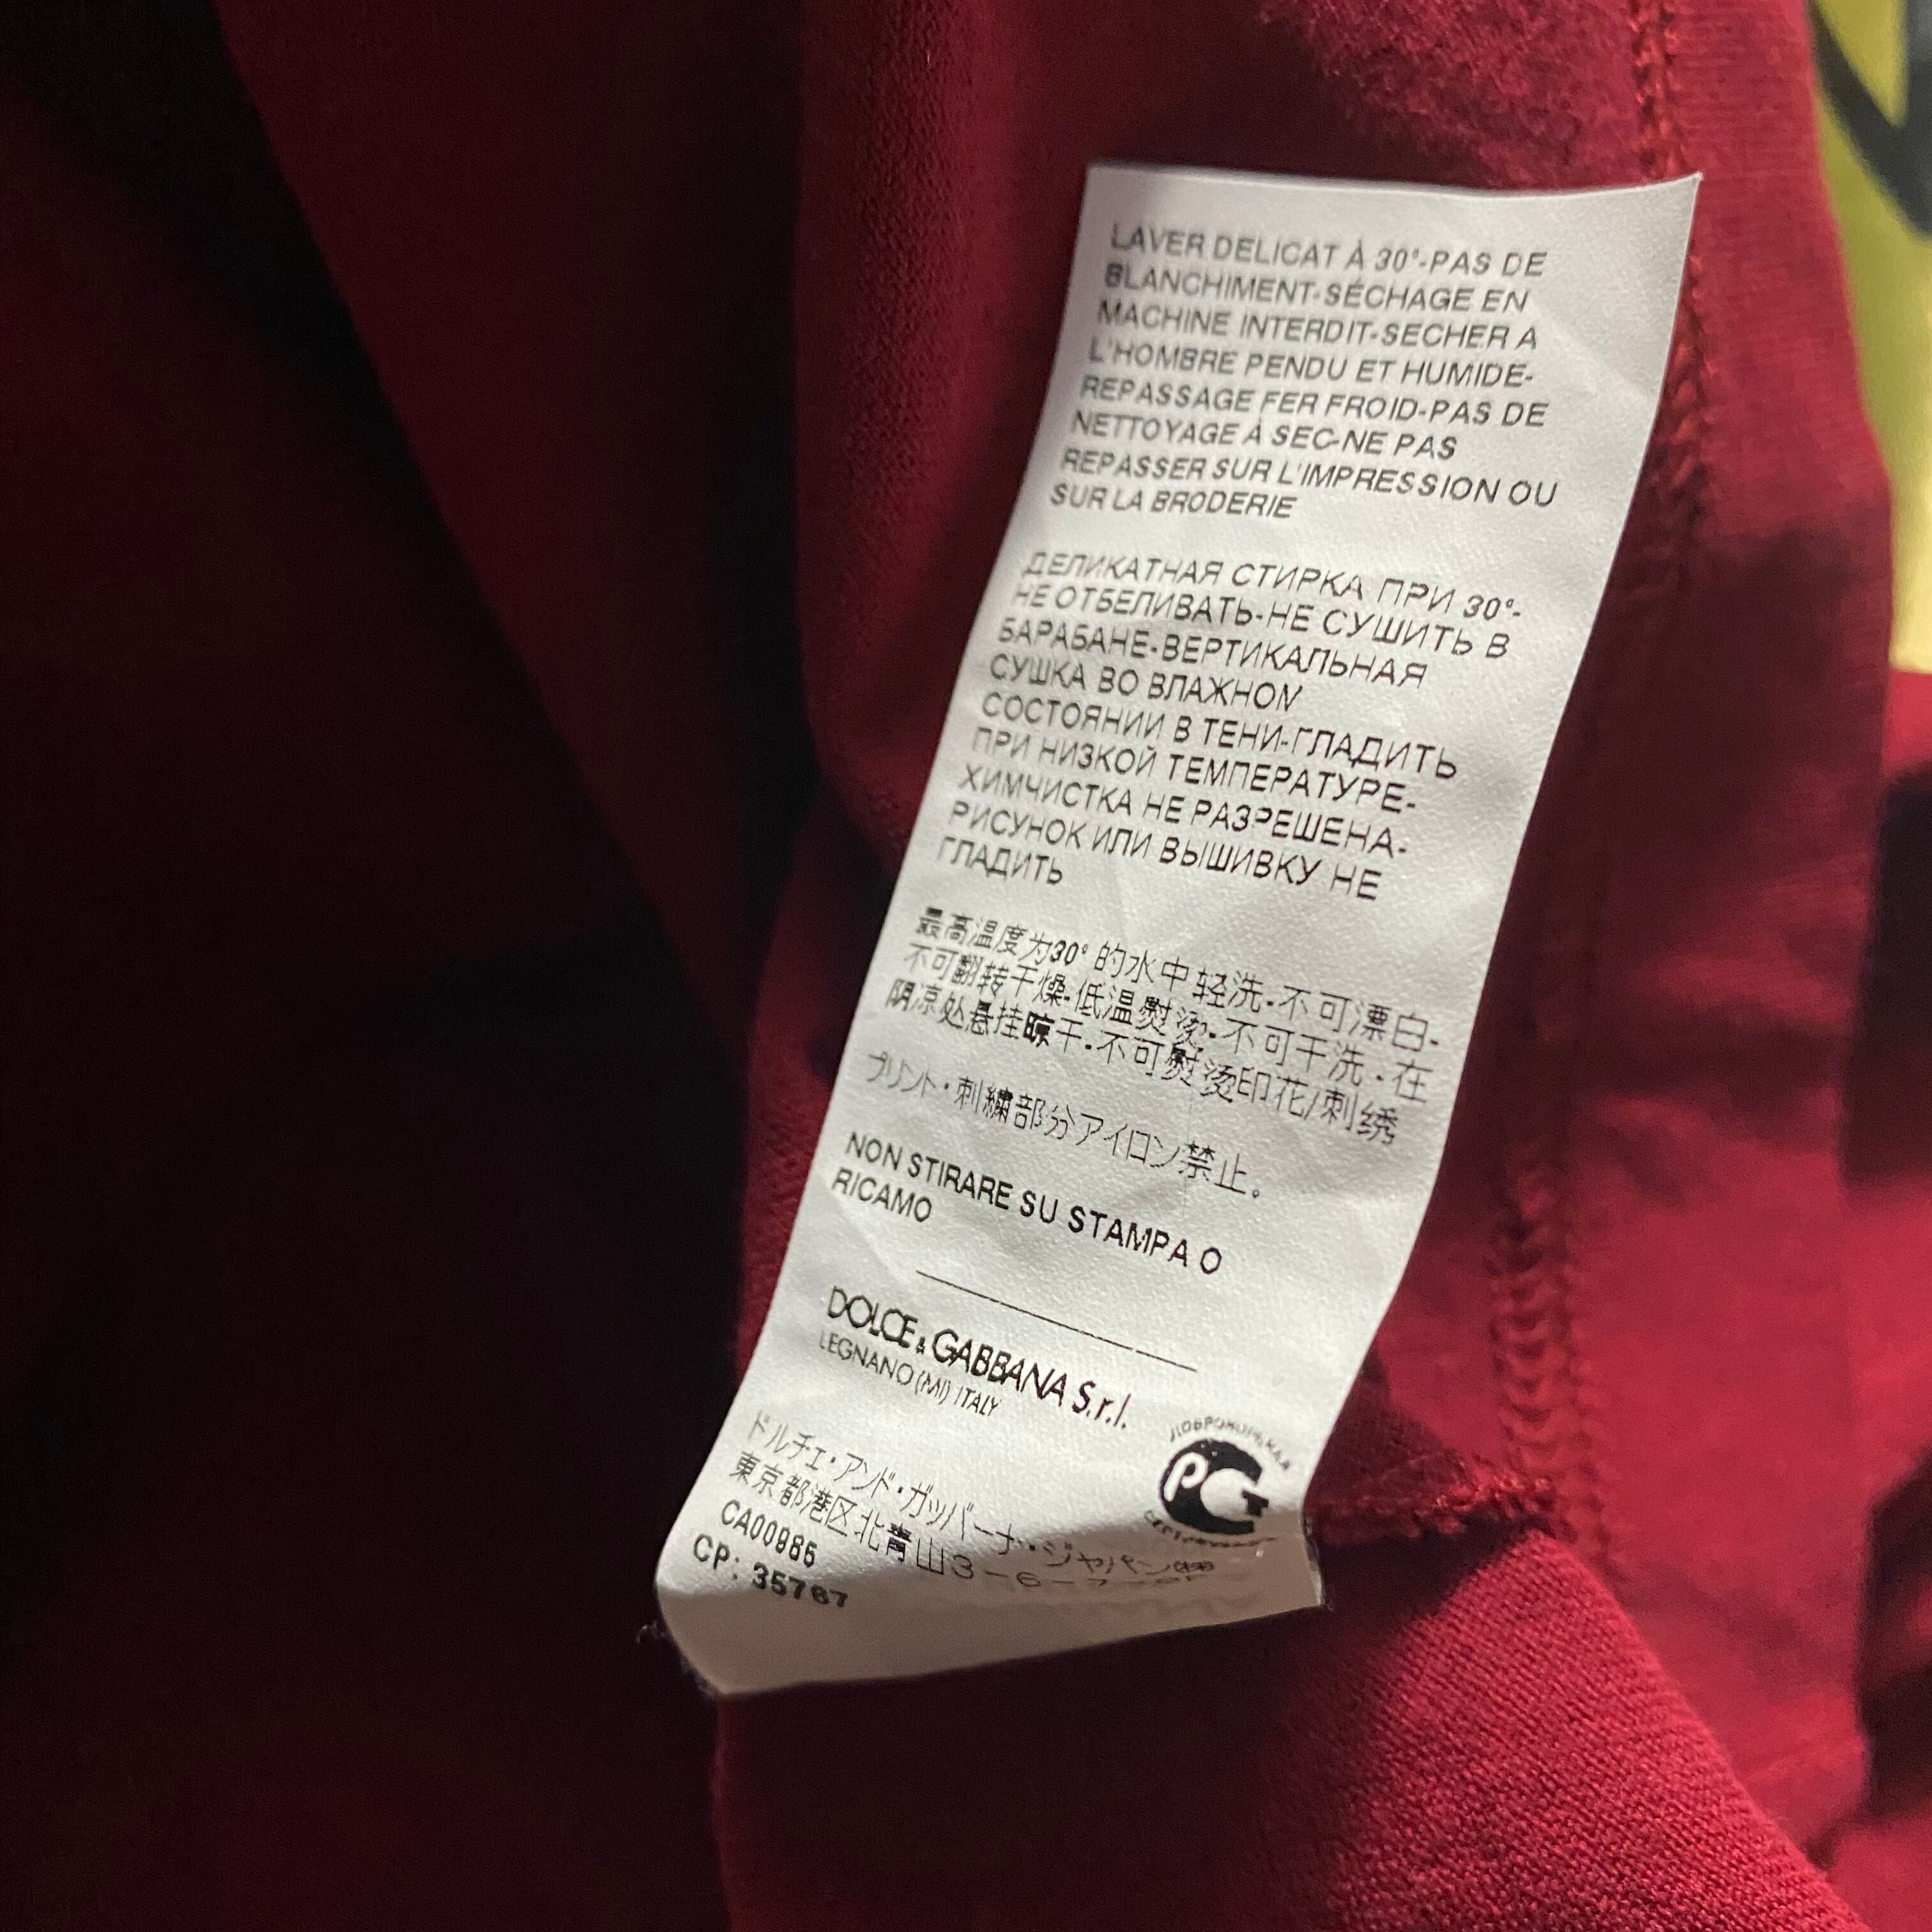 LAVER DELICAT À 30°-PAS DE
BLANCHIMENT-SÉCHAGE EN
MACHINE INTERDIT-SECHER A
L'HOMBRE PENDU ET HUMIDE-
REPASSAGE FER FROID-PAS DE
NETTOYAGE À SEC-NE PAS
REPASSER SUR L'IMPRESSION OU
SUR LA BRODERIE
ДЕЛИКАТНАЯ СТИРКА ПРИ 30°-
НЕ ОТБЕЛИВАТЬ-НЕ СУШИТЬ В
БАРАБАНЕ-ВЕРТИКАЛЬНАЯ
СУШКА ВО ВЛАЖНОМ
СОСТОЯНИИ В ТЕНИ-ГЛАДИТЬ
ПРИ НИЗКОЙ ТЕМПЕРАТУРЕ-
ХИМЧИСТКА НЕ РАЗРЕШЕНА-
РИСУНОК ИЛИ ВЫШИВКУ НЕ
ГЛАДИТЬ
最高温度为30° 的水中轻洗.不可漂白.
不可翻转干燥.低温熨烫.不可干洗.在
阴凉处悬挂晾干.不可熨烫印花/刺绣
プリント・刺繍部分アイロン禁止。
NON STIRARE SU STAMPA O
RICAMO
DOLCE & GABBANA S.r.l.
LEGNANO (MI) ITALY
ドルチェ・アンド・ガッバーナ・ジャパン㈱
東京都港区北青山3-6-
CA00985
CP: 35767
РС